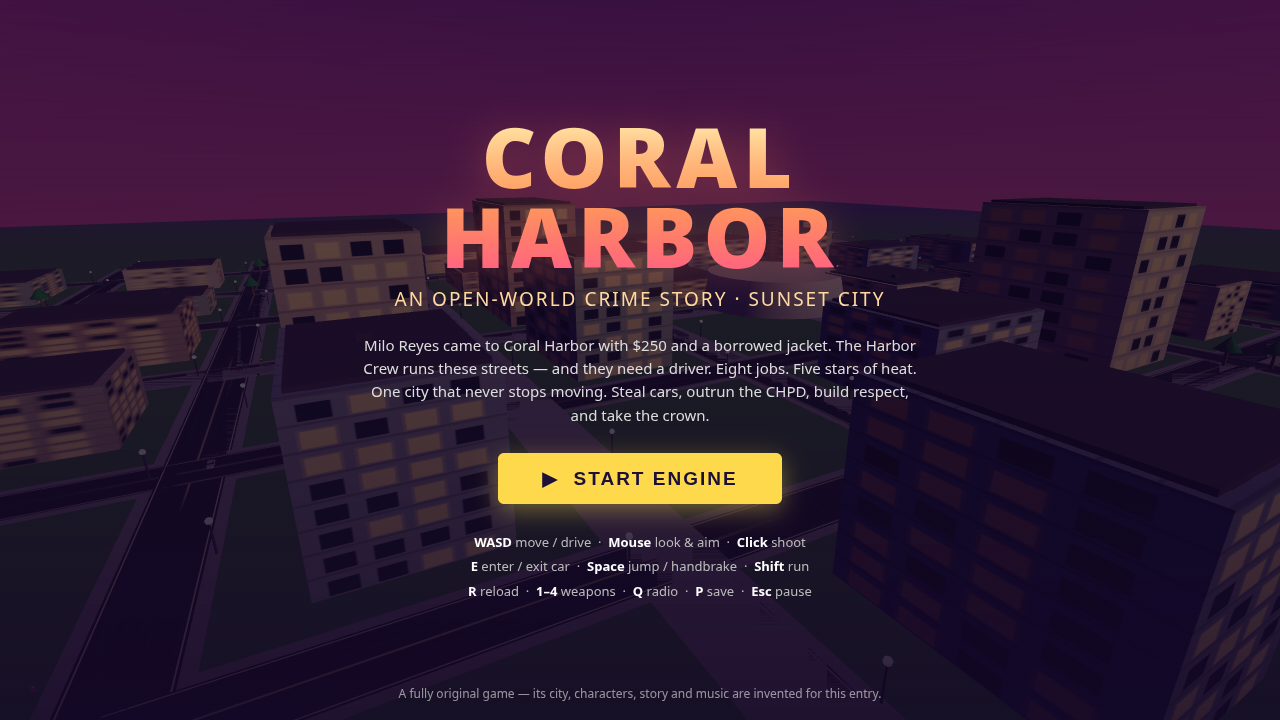 CORAL
HARBOR
AN OPEN-WORLD CRIME STORY · SUNSET CITY
Milo Reyes came to Coral Harbor with $250 and a borrowed jacket. The Harbor
Crew runs these streets — and they need a driver. Eight jobs. Five stars of heat.
One city that never stops moving. Steal cars, outrun the CHPD, build respect,
and take the crown.
▶ START ENGINE
WASD move / drive · Mouse look & aim · Click shoot
E enter / exit car · Space jump / handbrake · Shift run
R reload · 1–4 weapons · Q radio · P save · Esc pause
A fully original game — its city, characters, story and music are invented for this entry.